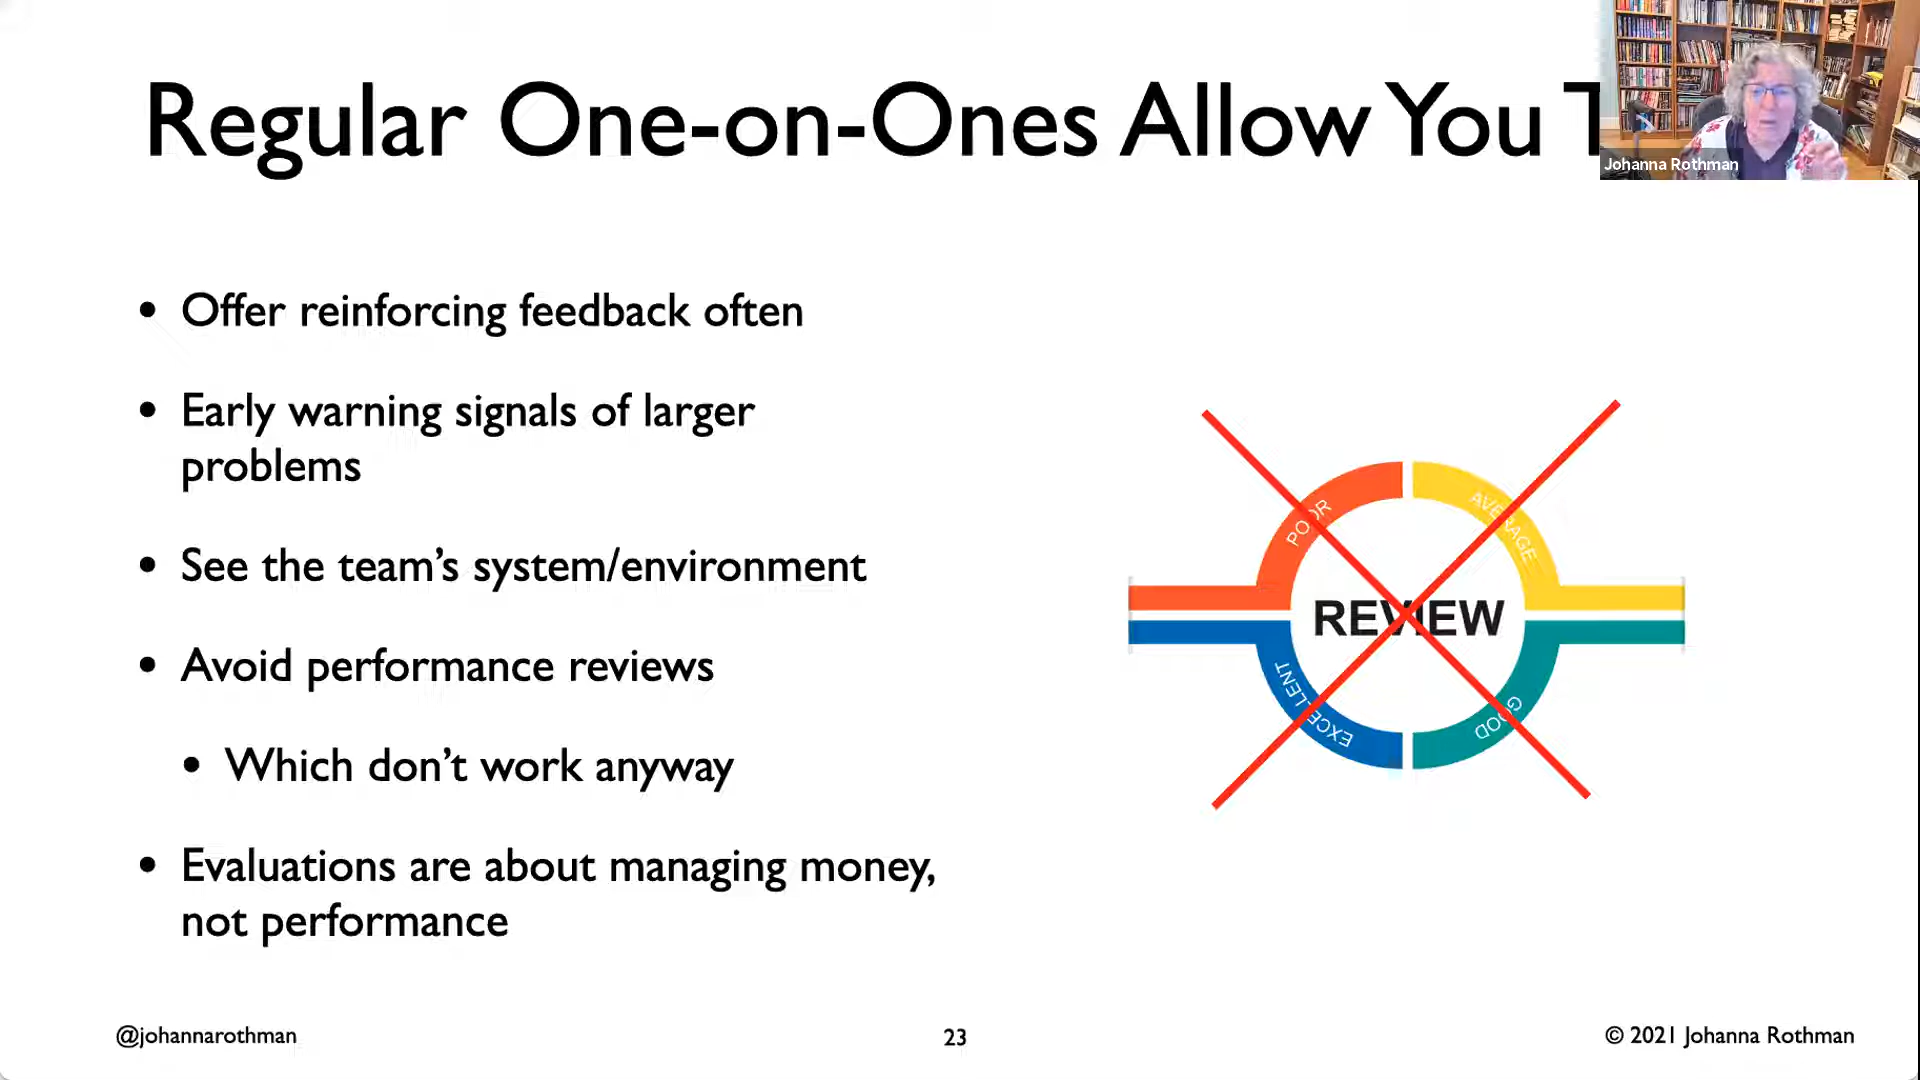 Regular One-on-Ones Allow You T
Johanna Rothman
• Offer reinforcing feedback often
• Early warning signals of larger
problems
• See the team's system/environment
• Avoid performance reviews
• Which don't work anyway
• Evaluations are about managing money,
not performance
POOR
AVERAGE
REVIEW
EXCELLENT
GOOD
@johannarothman
23
© 2021 Johanna Rothman